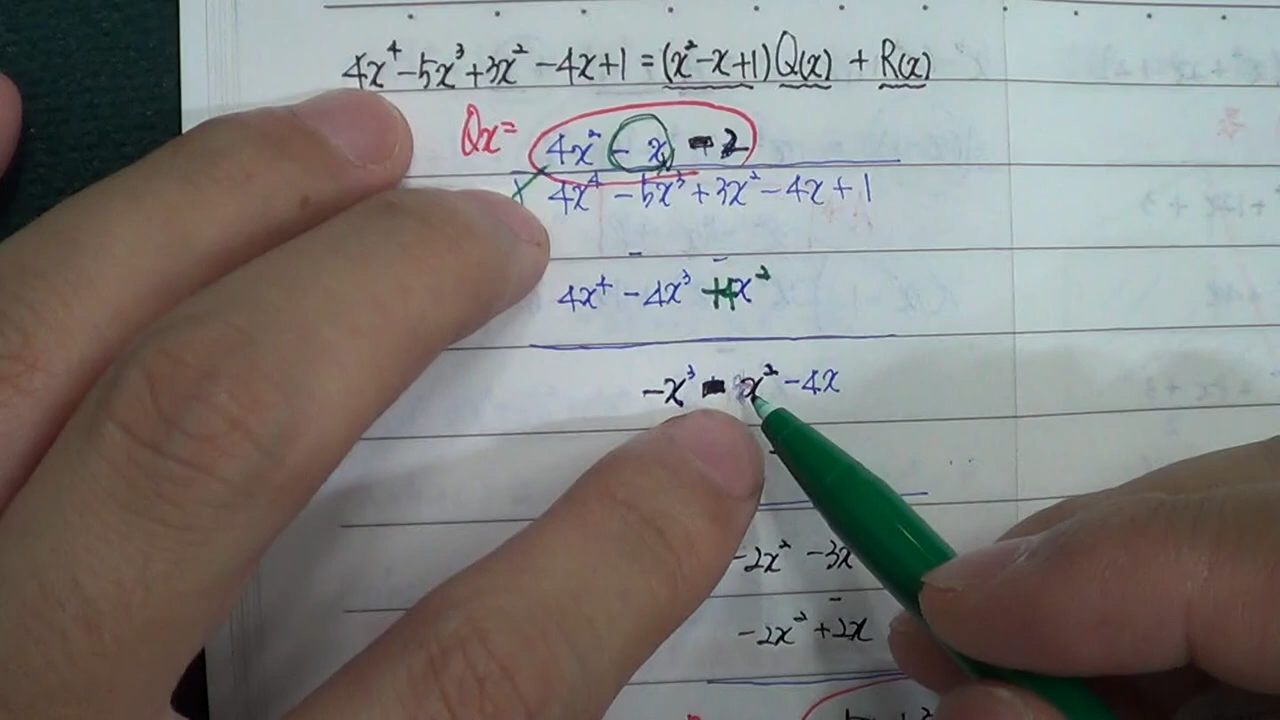 4x⁴-5x³+3x²-4x+1=(x²-x+1)Q(x)+R(x)
Qx= 4x²-x-2
4x⁴-5x³+3x²-4x+1
4x⁴-4x³+4x²
-x³-x²-4x
-2x²-3x
-2x²+2x